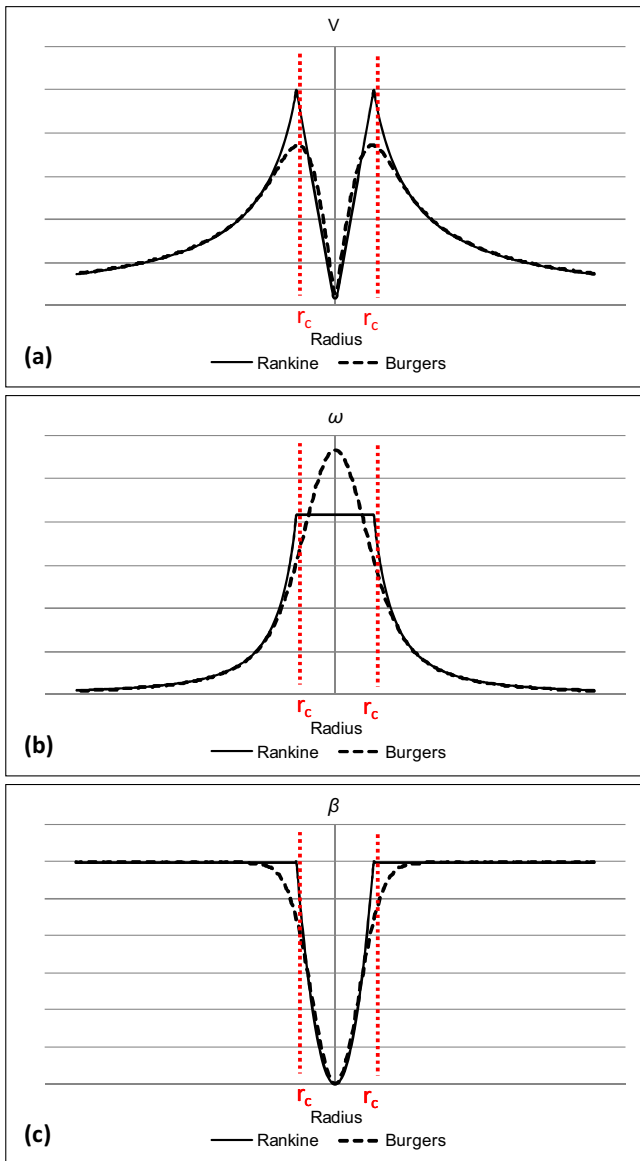 V
r_c r_c
Radius
(a)
Rankine Burgers
ω
r_c r_c
Radius
(b)
Rankine Burgers
β
r_c r_c
Radius
(c)
Rankine Burgers